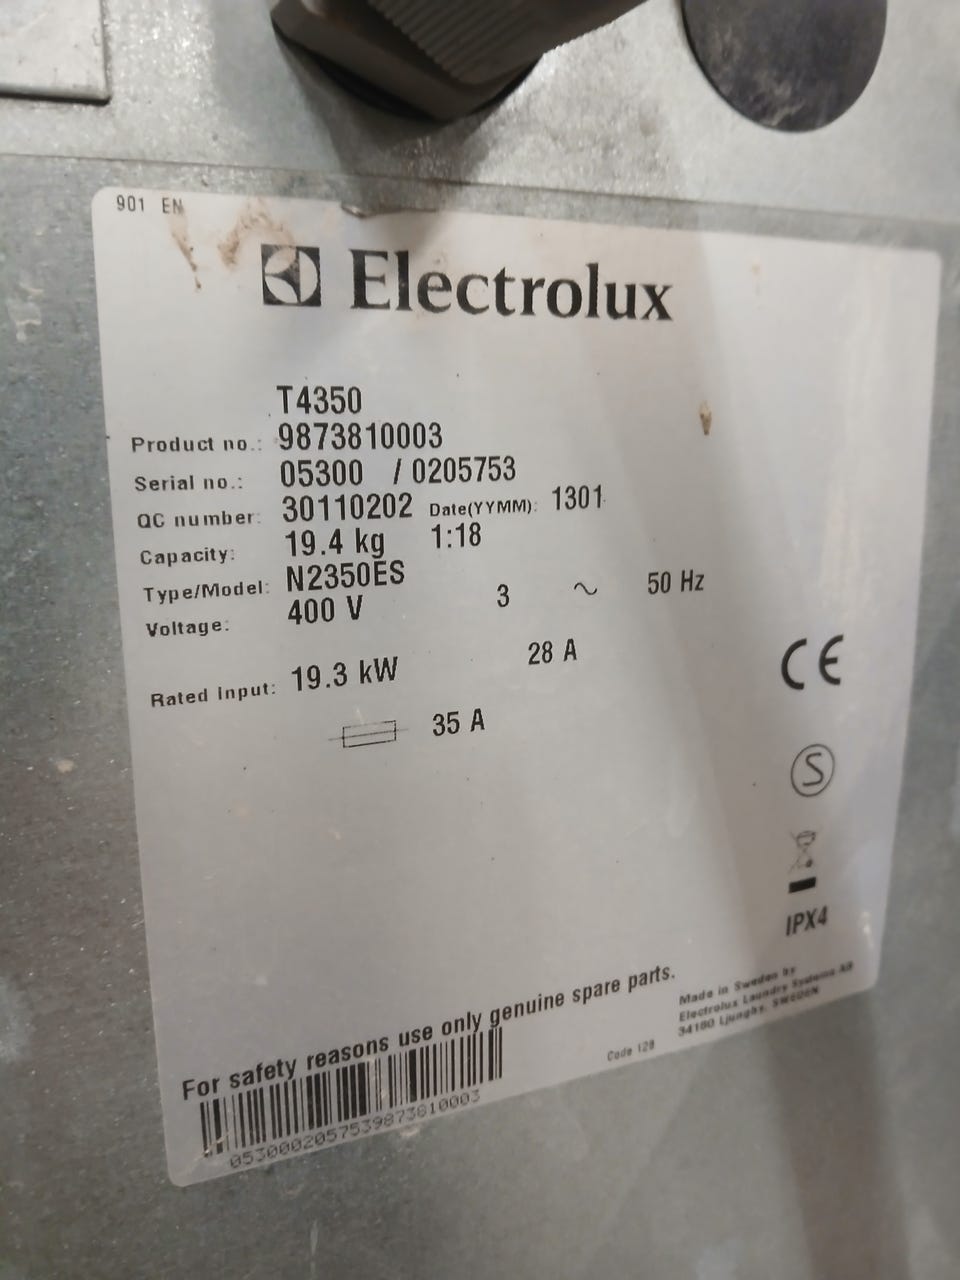 901 EN
Electrolux
T4350
Product no.: 9873810003
Serial no.: 05300 / 0205753
QC number: 30110202 Date(YYMM): 1301
Capacity: 19.4 kg 1:18
Type/Model: N2350ES
Voltage: 400 V 3 ~ 50 Hz
Rated input: 19.3 kW 28 A
35 A
CE
S
IPX4
For safety reasons use only genuine spare parts.
Made in Sweden by
Electrolux Laundry Systems AB
34180 Ljungby, SWEDEN
Code 128
0530002057539873810003